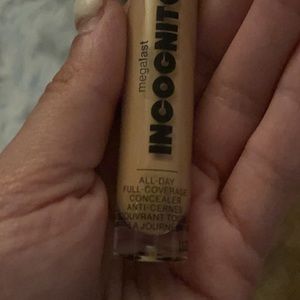 megalast
INCOGNITO
ALL-DAY
FULL-COVERAGE
CONCEALER
ANTI-CERNES
COUVRANT TOUTE
LA JOURNÉE